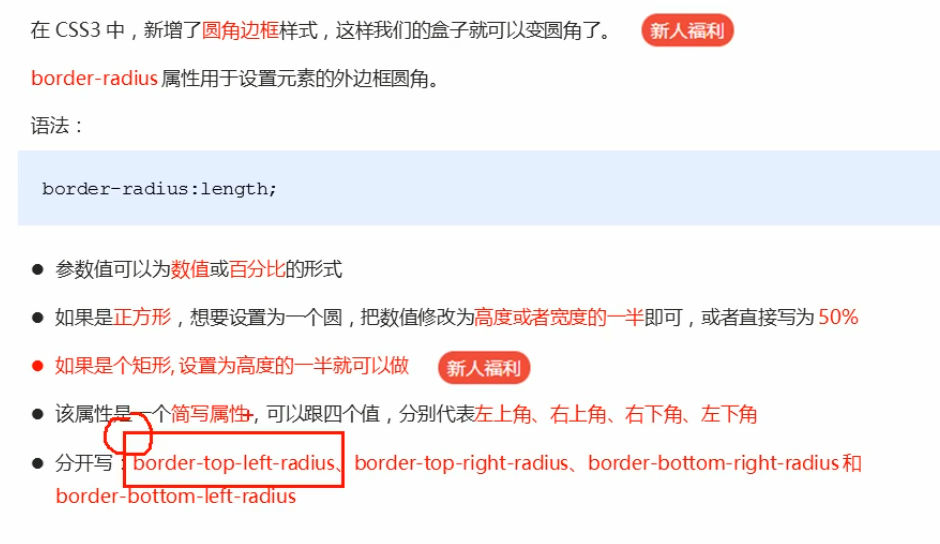 在 CSS3 中，新增了圆角边框样式，这样我们的盒子就可以变圆角了。 新人福利
border-radius 属性用于设置元素的外边框圆角。
语法：
border-radius:length;
● 参数值可以为数值或百分比的形式
● 如果是正方形，想要设置为一个圆，把数值修改为高度或者宽度的一半即可，或者直接写为 50%
● 如果是个矩形, 设置为高度的一半就可以做 新人福利
● 该属性是一个简写属性，可以跟四个值，分别代表左上角、右上角、右下角、左下角
● 分开写：border-top-left-radius、border-top-right-radius、border-bottom-right-radius 和
border-bottom-left-radius